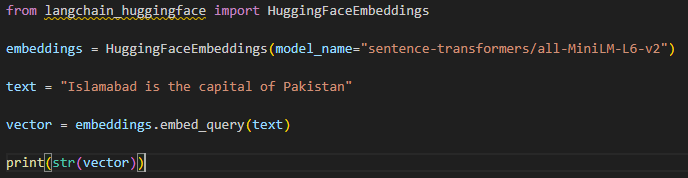 from langchain_huggingface import HuggingFaceEmbeddings
embeddings = HuggingFaceEmbeddings(model_name="sentence-transformers/all-MiniLM-L6-v2")
text = "Islamabad is the capital of Pakistan"
vector = embeddings.embed_query(text)
print(str(vector))